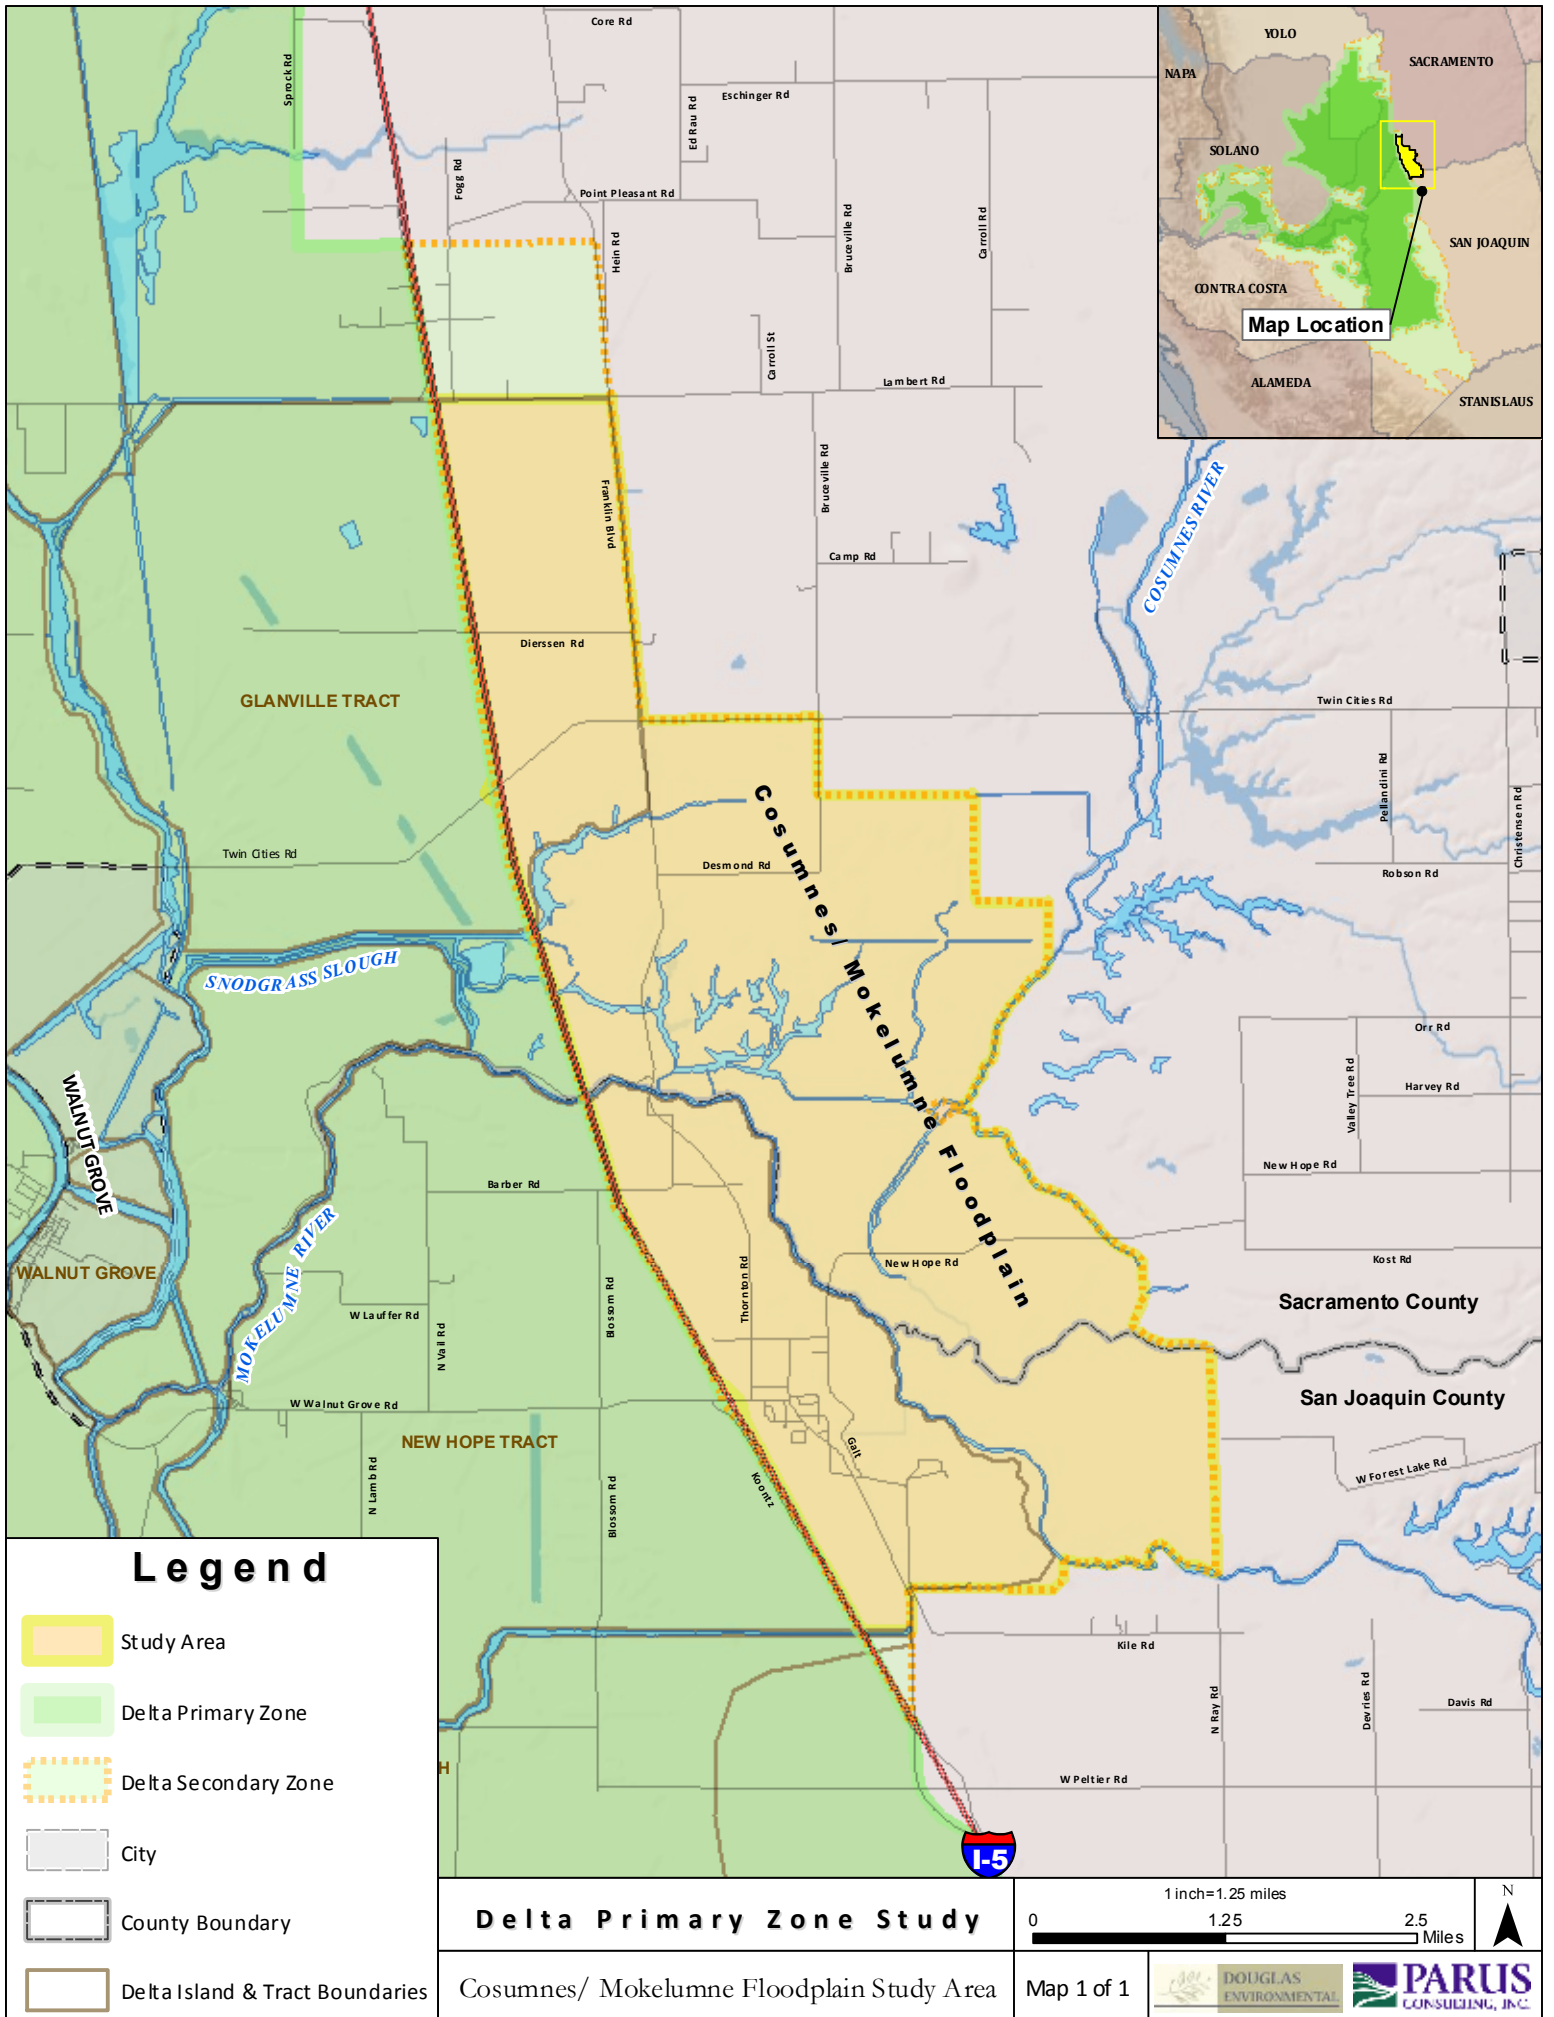 Core Rd
Sprock Rd
Eschinger Rd
Ed Rau Rd
Fogg Rd
Point Pleasant Rd
Hein Rd
Bruceville Rd
Carroll Rd
Carroll St
Lambert Rd
YOLO
NAPA
SACRAMENTO
SOLANO
SAN JOAQUIN
CONTRA COSTA
Map Location
ALAMEDA
STANISLAUS
Franklin Blvd
Bruceville Rd
Camp Rd
COSUMNES RIVER
Dierssen Rd
GLANVILLE TRACT
Twin Cities Rd
Pellandini Rd
Christensen Rd
Twin Cities Rd
Desmond Rd
Robson Rd
Cosumnes/ Mokelumne Floodplain
SNODGRASS SLOUGH
Orr Rd
Valley Tree Rd
Harvey Rd
WALNUT GROVE
New Hope Rd
Barber Rd
MOKELUMNE RIVER
WALNUT GROVE
New Hope Rd
Kost Rd
Thornton Rd
Blossom Rd
W Lauffer Rd
N Vail Rd
Sacramento County
San Joaquin County
W Walnut Grove Rd
NEW HOPE TRACT
Galt
W Forest Lake Rd
N Lamb Rd
Blossom Rd
Koontz
Kile Rd
N Ray Rd
Devries Rd
Davis Rd
H
W Peltier Rd
I-5
Legend
Study Area
Delta Primary Zone
Delta Secondary Zone
City
County Boundary
Delta Island & Tract Boundaries
Delta Primary Zone Study
Cosumnes/ Mokelumne Floodplain Study Area
1 inch=1.25 miles
0 1.25 2.5
Miles
N
Map 1 of 1
DOUGLAS
ENVIRONMENTAL
PARUS
CONSULTING, INC.